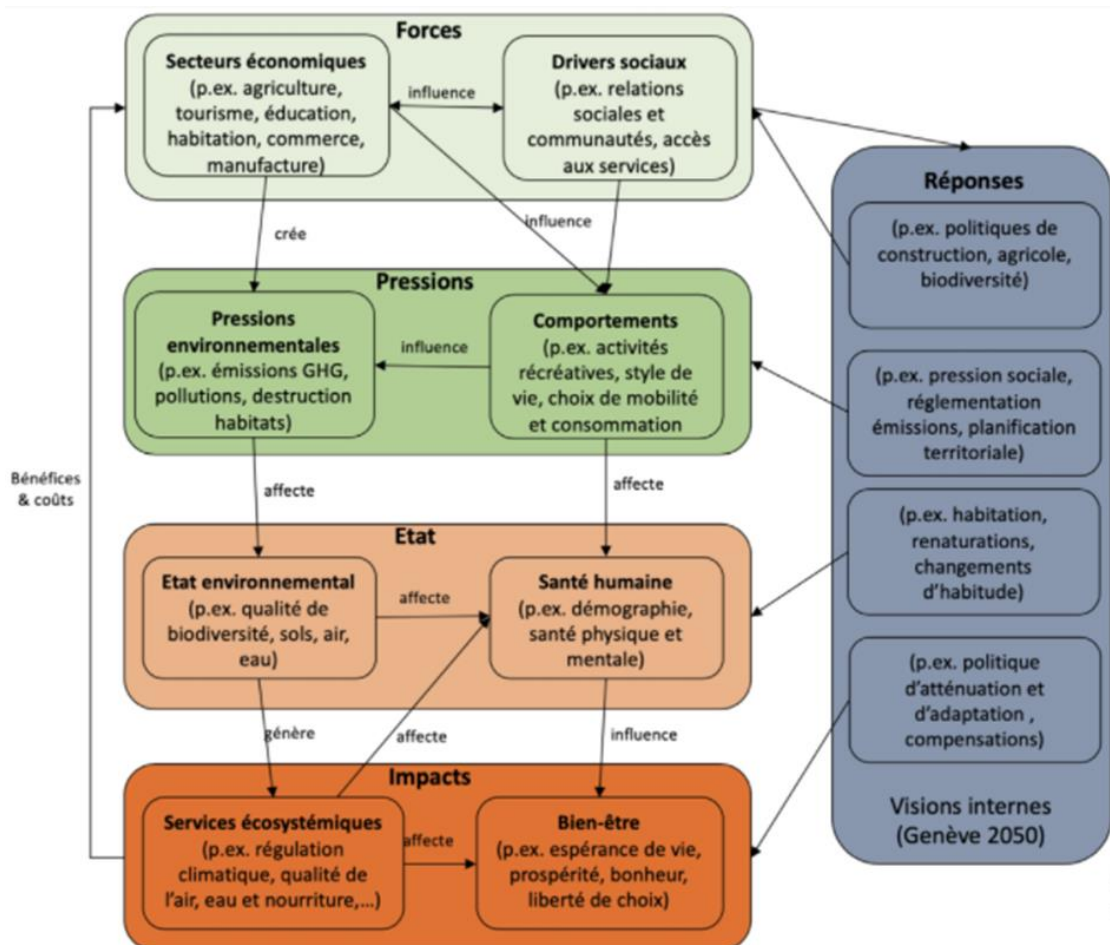 Forces
Secteurs économiques
(p.ex. agriculture,
tourisme, éducation,
habitation, commerce,
manufacture)
influence
Drivers sociaux
(p.ex. relations
sociales et
communautés, accès
aux services)
crée
influence
Pressions
Pressions
environnementales
(p.ex. émissions GHG,
pollutions, destruction
habitats)
influence
Comportements
(p.ex. activités
récréatives, style de
vie, choix de mobilité
et consommation
affecte
affecte
Bénéfices
& coûts
Etat
Etat environnemental
(p.ex. qualité de
biodiversité, sols, air,
eau)
affecte
Santé humaine
(p.ex. démographie,
santé physique et
mentale)
génère
affecte
influence
Impacts
Services écosystémiques
(p.ex. régulation
climatique, qualité de
l'air, eau et nourriture,...)
affecte
Bien-être
(p.ex. espérance de vie,
prospérité, bonheur,
liberté de choix)
Réponses
(p.ex. politiques de
construction, agricole,
biodiversité)
(p.ex. pression sociale,
réglementation
émissions, planification
territoriale)
(p.ex. habitation,
renaturations,
changements
d'habitude)
(p.ex. politique
d'atténuation et
d'adaptation ,
compensations)
Visions internes
(Genève 2050)